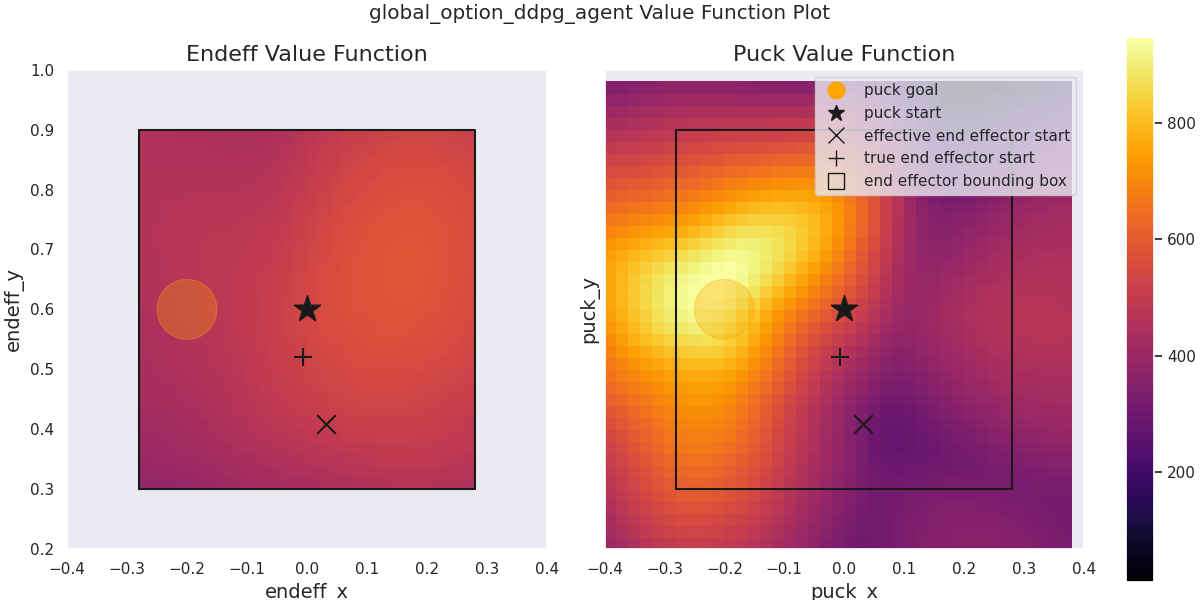 global_option_ddpg_agent Value Function Plot
Endeff Value Function
1.0
0.9
0.8
0.7
0.6
0.5
0.4
0.3
0.2
endeff_y
−0.4 −0.3 −0.2 −0.1 0.0 0.1 0.2 0.3 0.4
endeff_x
Puck Value Function
puck goal
puck start
effective end effector start
true end effector start
end effector bounding box
puck_y
−0.4 −0.3 −0.2 −0.1 0.0 0.1 0.2 0.3 0.4
puck_x
800
600
400
200